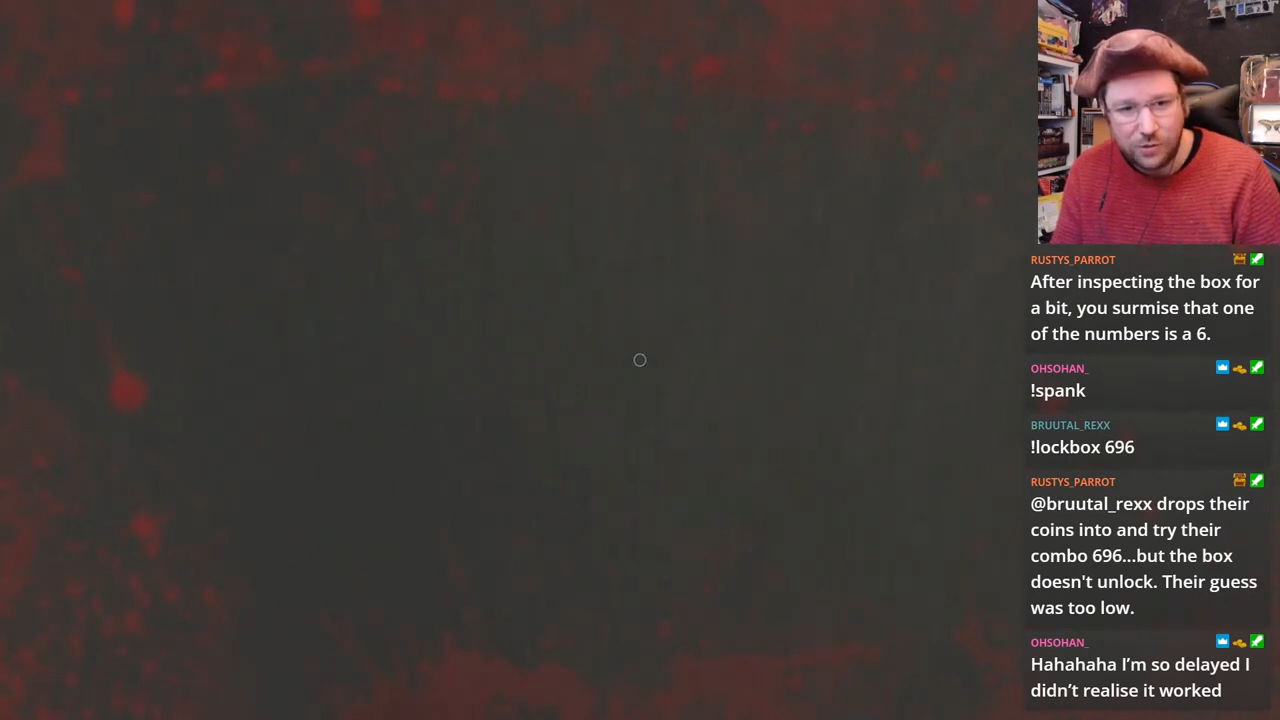 RUSTYS_PARROT
After inspecting the box for
a bit, you surmise that one
of the numbers is a 6.
OHSOHAN_
!spank
BRUUTAL_REXX
!lockbox 696
RUSTYS_PARROT
@bruutal_rexx drops their
coins into and try their
combo 696...but the box
doesn't unlock. Their guess
was too low.
OHSOHAN_
Hahahaha I’m so delayed I
didn’t realise it worked